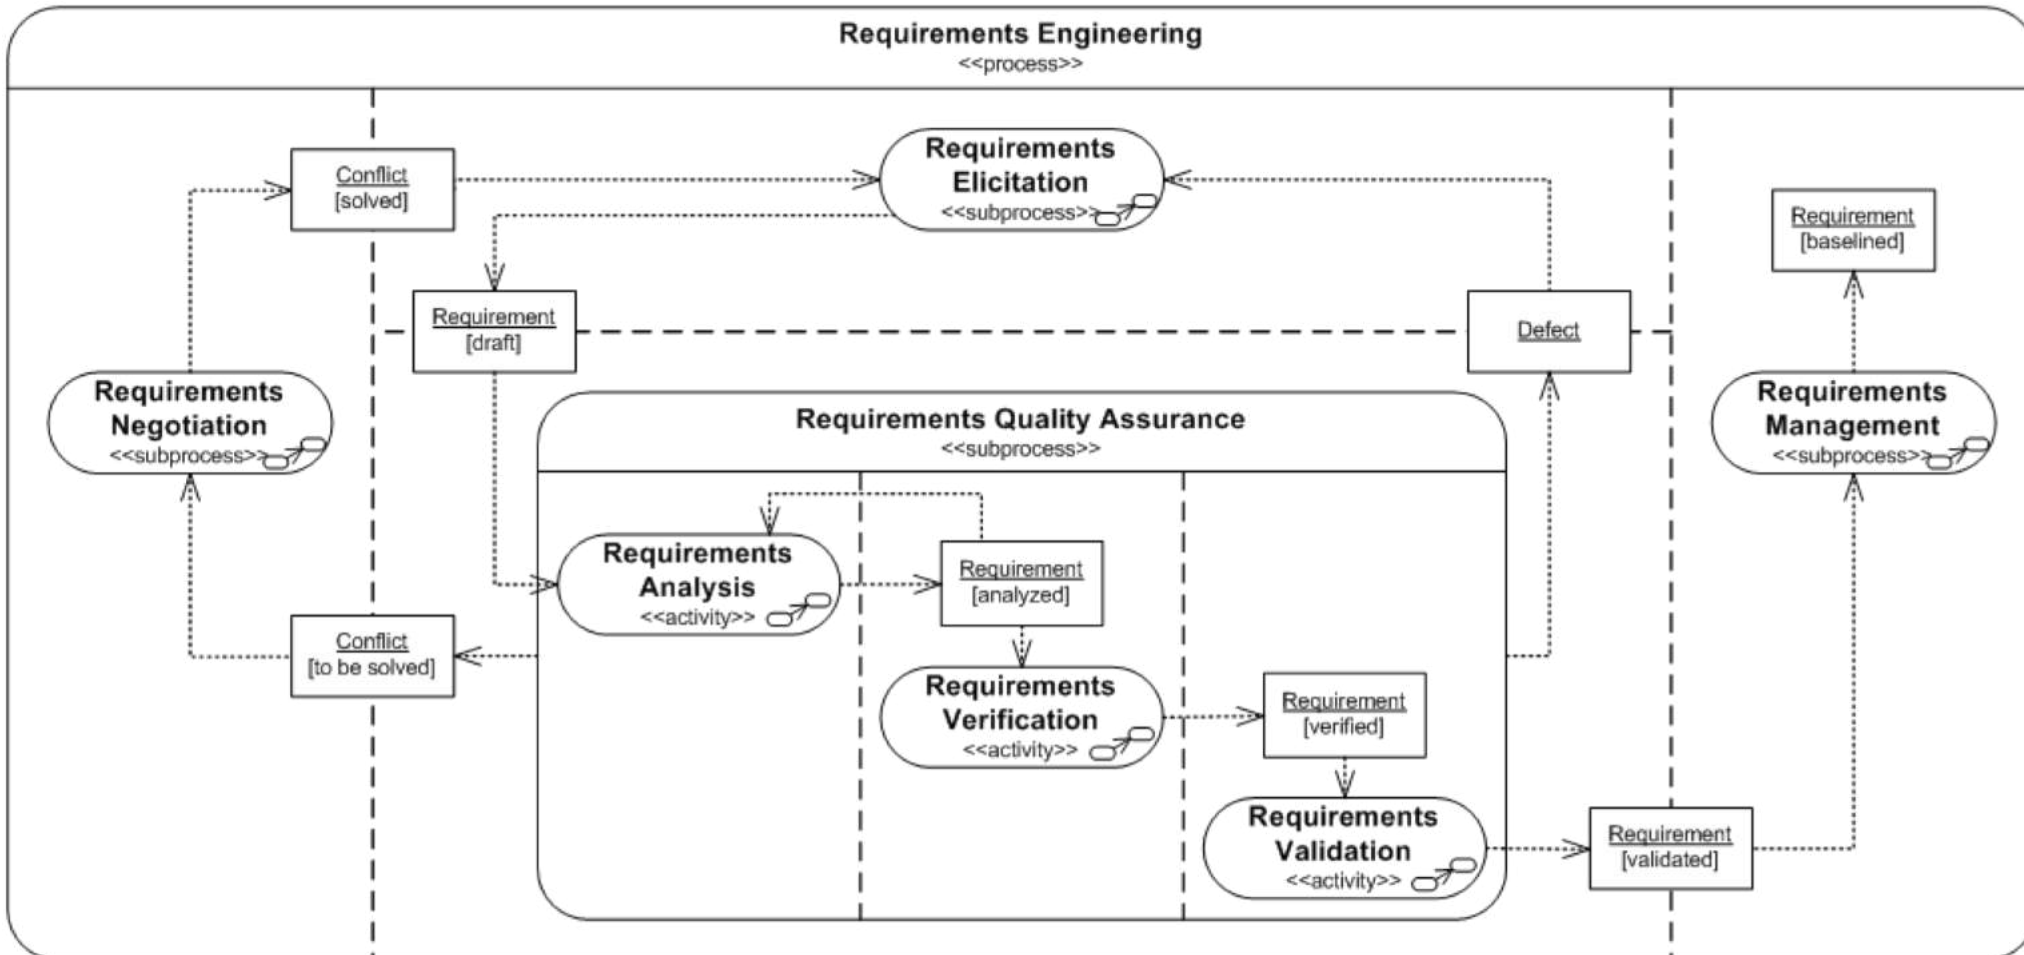 Requirements Engineering
<<process>>
Conflict
[solved]
Requirements
Elicitation
<<subprocess>>
Requirement
[baselined]
Requirement
[draft]
Defect
Requirements
Negotiation
<<subprocess>>
Requirements Quality Assurance
<<subprocess>>
Requirements
Management
<<subprocess>>
Requirements
Analysis
<<activity>>
Requirement
[analyzed]
Conflict
[to be solved]
Requirements
Verification
<<activity>>
Requirement
[verified]
Requirements
Validation
<<activity>>
Requirement
[validated]